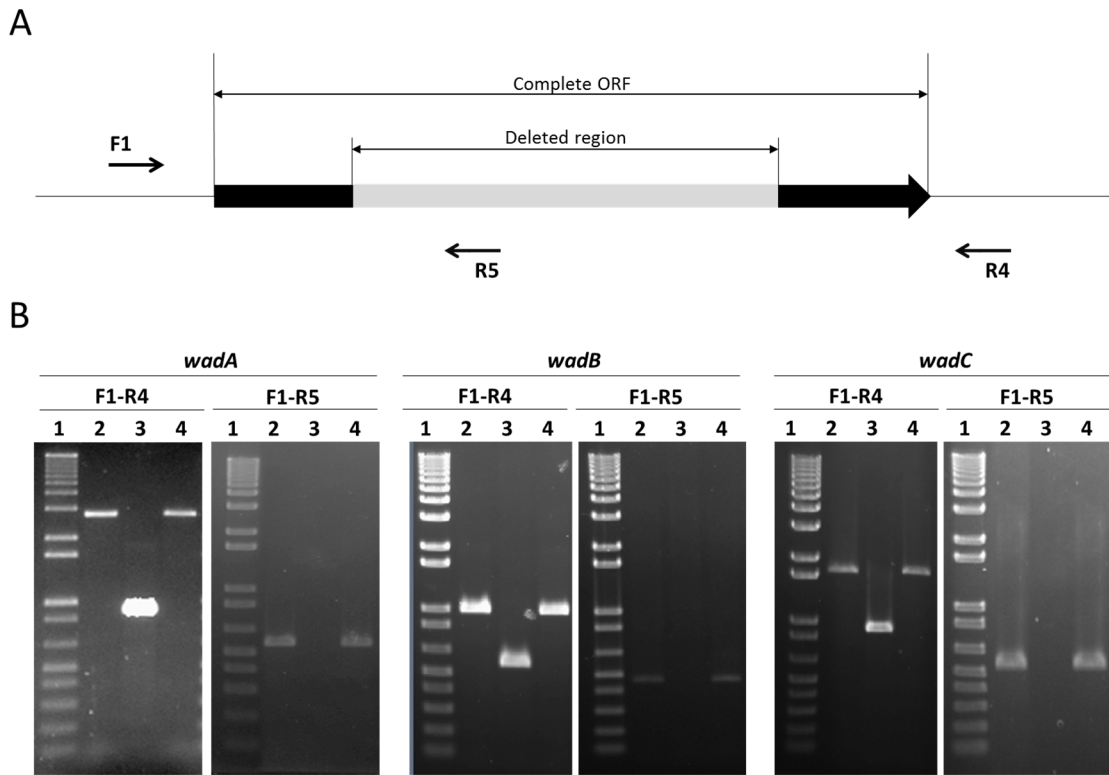 A
Complete ORF
Deleted region
F1
R5
R4
B
wadA wadB wadC
F1-R4 F1-R5 F1-R4 F1-R5 F1-R4 F1-R5
1 2 3 4 1 2 3 4 1 2 3 4 1 2 3 4 1 2 3 4 1 2 3 4